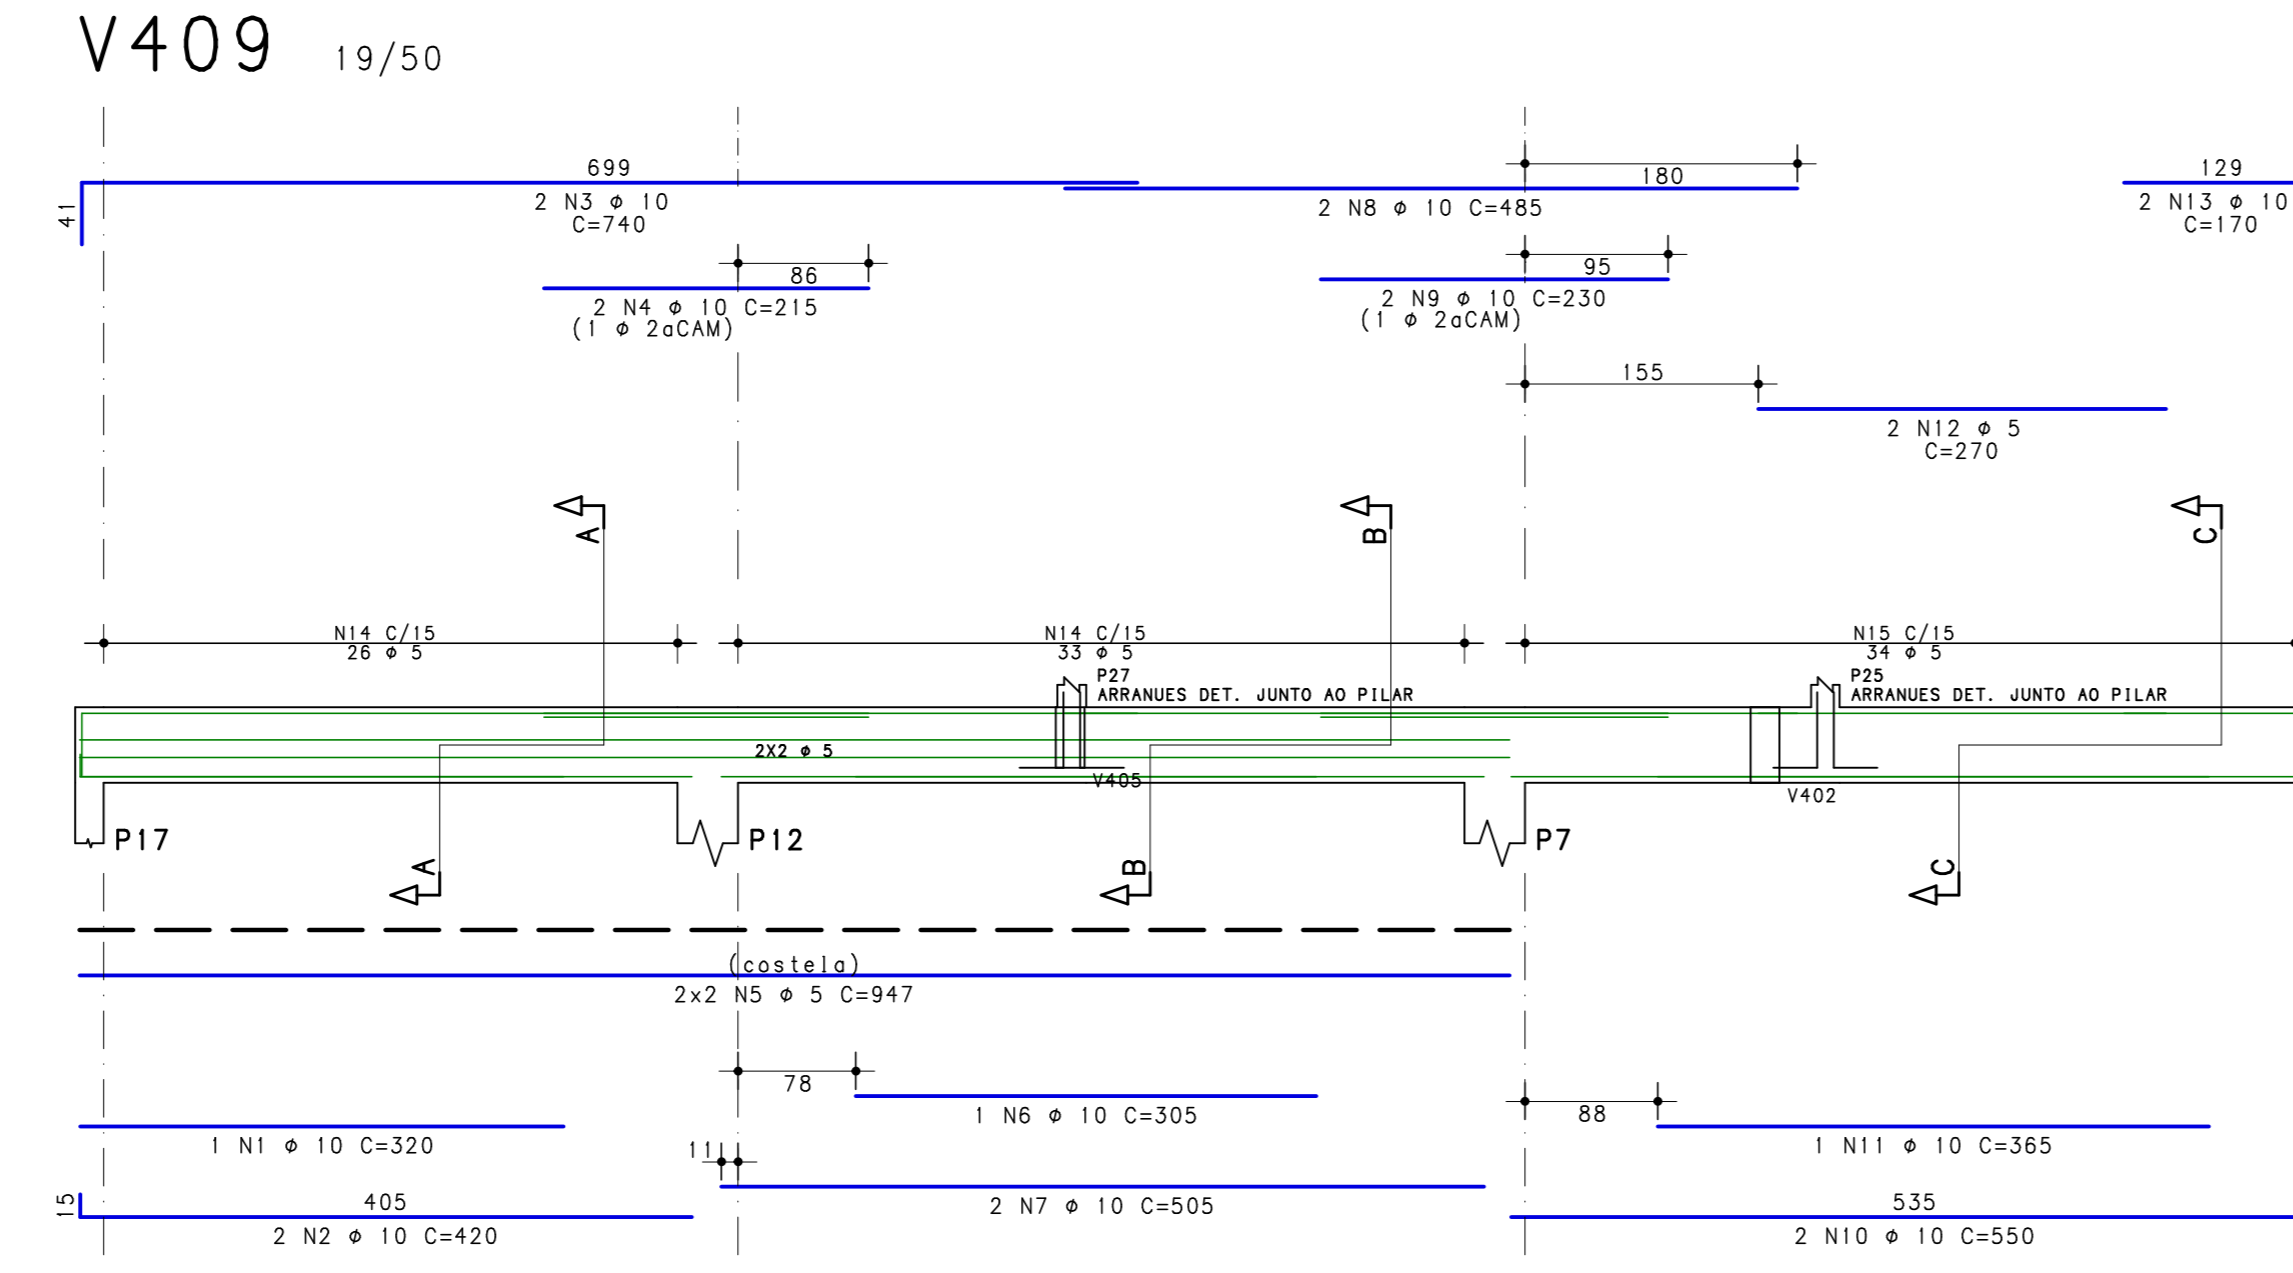 V409 19/50
699
180
129
41
2 N3 ϕ 10
C=740
2 N8 ϕ 10 C=485
2 N13 ϕ 10
C=170
86
2 N4 ϕ 10 C=215
(1 ϕ 2aCAM)
95
2 N9 ϕ 10 C=230
(1 ϕ 2aCAM)
155
2 N12 ϕ 5
C=270
A
B
C
N14 C/15
26 ϕ 5
N14 C/15
33 ϕ 5
N15 C/15
34 ϕ 5
P27
ARRANUES DET. JUNTO AO PILAR
P25
ARRANUES DET. JUNTO AO PILAR
2X2 ϕ 5
V405
V402
P17
P12
P7
A
B
C
(costela)
2x2 N5 ϕ 5 C=947
78
1 N6 ϕ 10 C=305
88
1 N1 ϕ 10 C=320
11
1 N11 ϕ 10 C=365
15
405
2 N2 ϕ 10 C=420
2 N7 ϕ 10 C=505
535
2 N10 ϕ 10 C=550